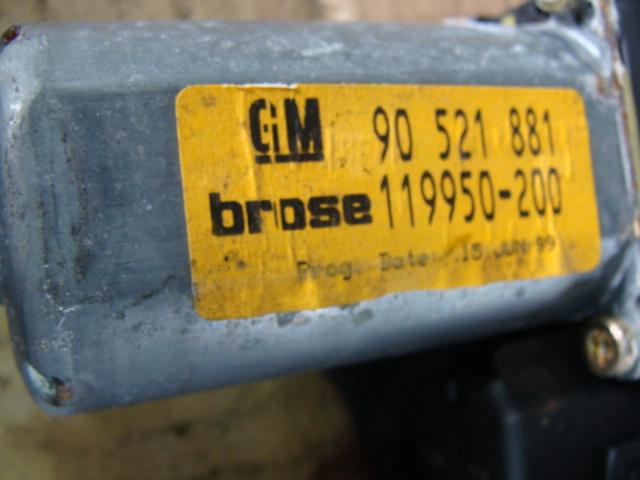 GM 90 521 881
brose 119950-200
Prog. Date: 15 JUN 99